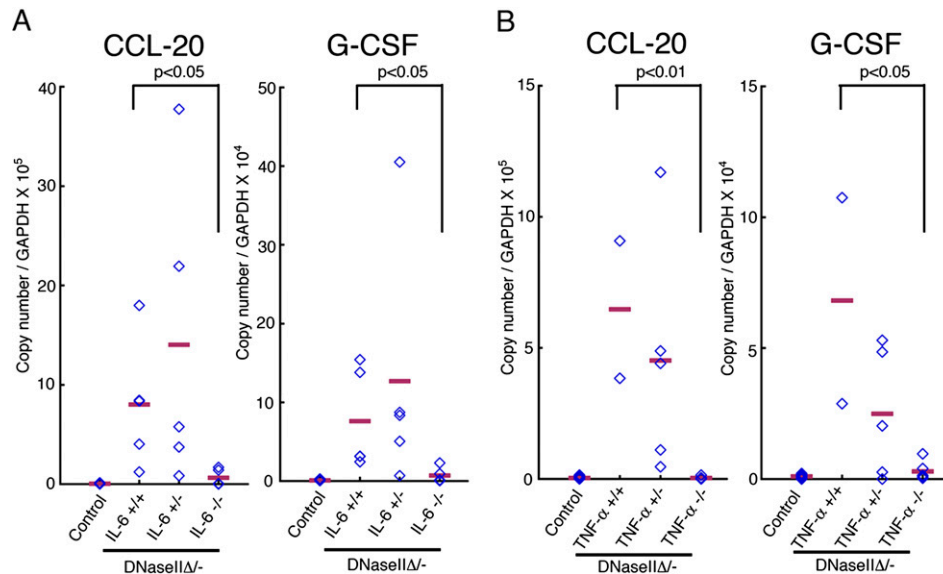 A
CCL-20
p<0.05
Copy number / GAPDH X 10⁵
40
30
20
10
0
Control
IL-6 +/+
IL-6 +/-
IL-6 -/-
DNaseIIΔ/-
G-CSF
p<0.05
Copy number / GAPDH X 10⁴
50
40
30
20
10
0
Control
IL-6 +/+
IL-6 +/-
IL-6 -/-
DNaseIIΔ/-
B
CCL-20
p<0.01
Copy number / GAPDH X 10⁵
15
10
5
0
Control
TNF-α +/+
TNF-α +/-
TNF-α -/-
DNaseIIΔ/-
G-CSF
p<0.05
Copy number / GAPDH X 10⁴
15
10
5
0
Control
TNF-α +/+
TNF-α +/-
TNF-α -/-
DNaseIIΔ/-